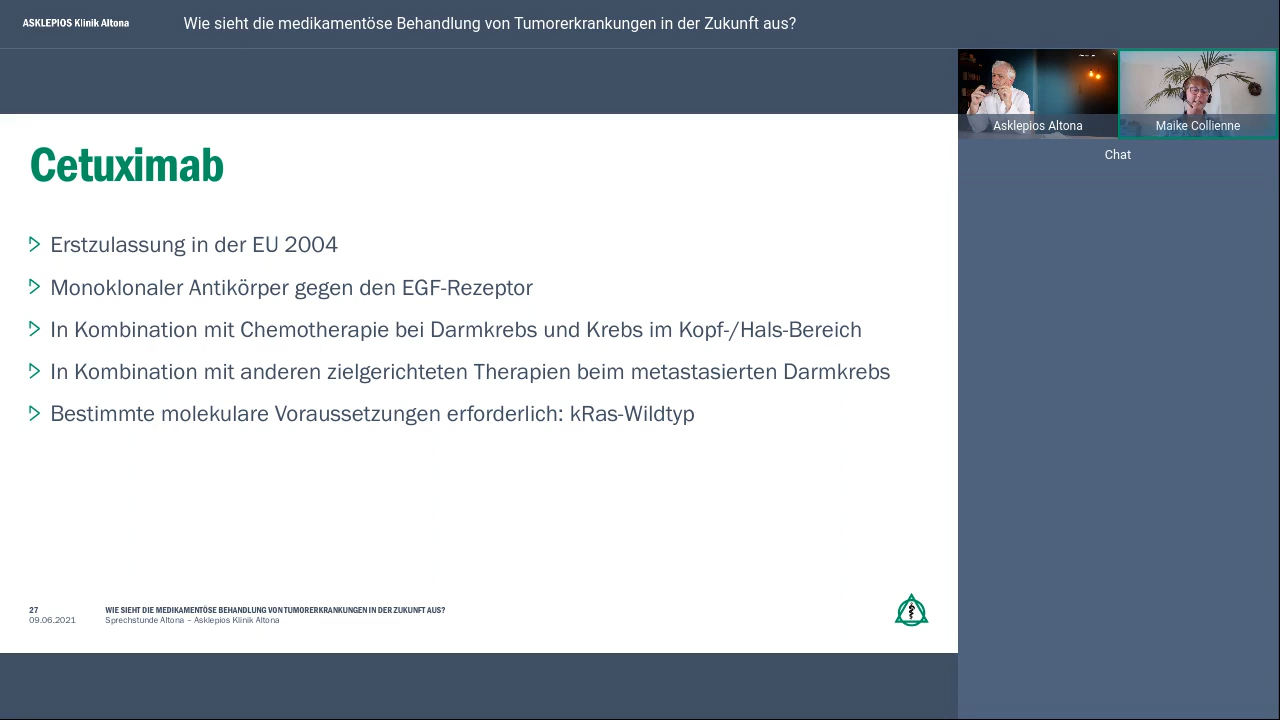 ASKLEPIOS Klinik Altona
Wie sieht die medikamentöse Behandlung von Tumorerkrankungen in der Zukunft aus?
Asklepios Altona
Maike Collienne
Chat
Cetuximab
Erstzulassung in der EU 2004
Monoklonaler Antikörper gegen den EGF-Rezeptor
In Kombination mit Chemotherapie bei Darmkrebs und Krebs im Kopf-/Hals-Bereich
In Kombination mit anderen zielgerichteten Therapien beim metastasierten Darmkrebs
Bestimmte molekulare Voraussetzungen erforderlich: kRas-Wildtyp
27
WIE SIEHT DIE MEDIKAMENTÖSE BEHANDLUNG VON TUMORERKRANKUNGEN IN DER ZUKUNFT AUS?
09.06.2021
Sprechstunde Altona – Asklepios Klinik Altona